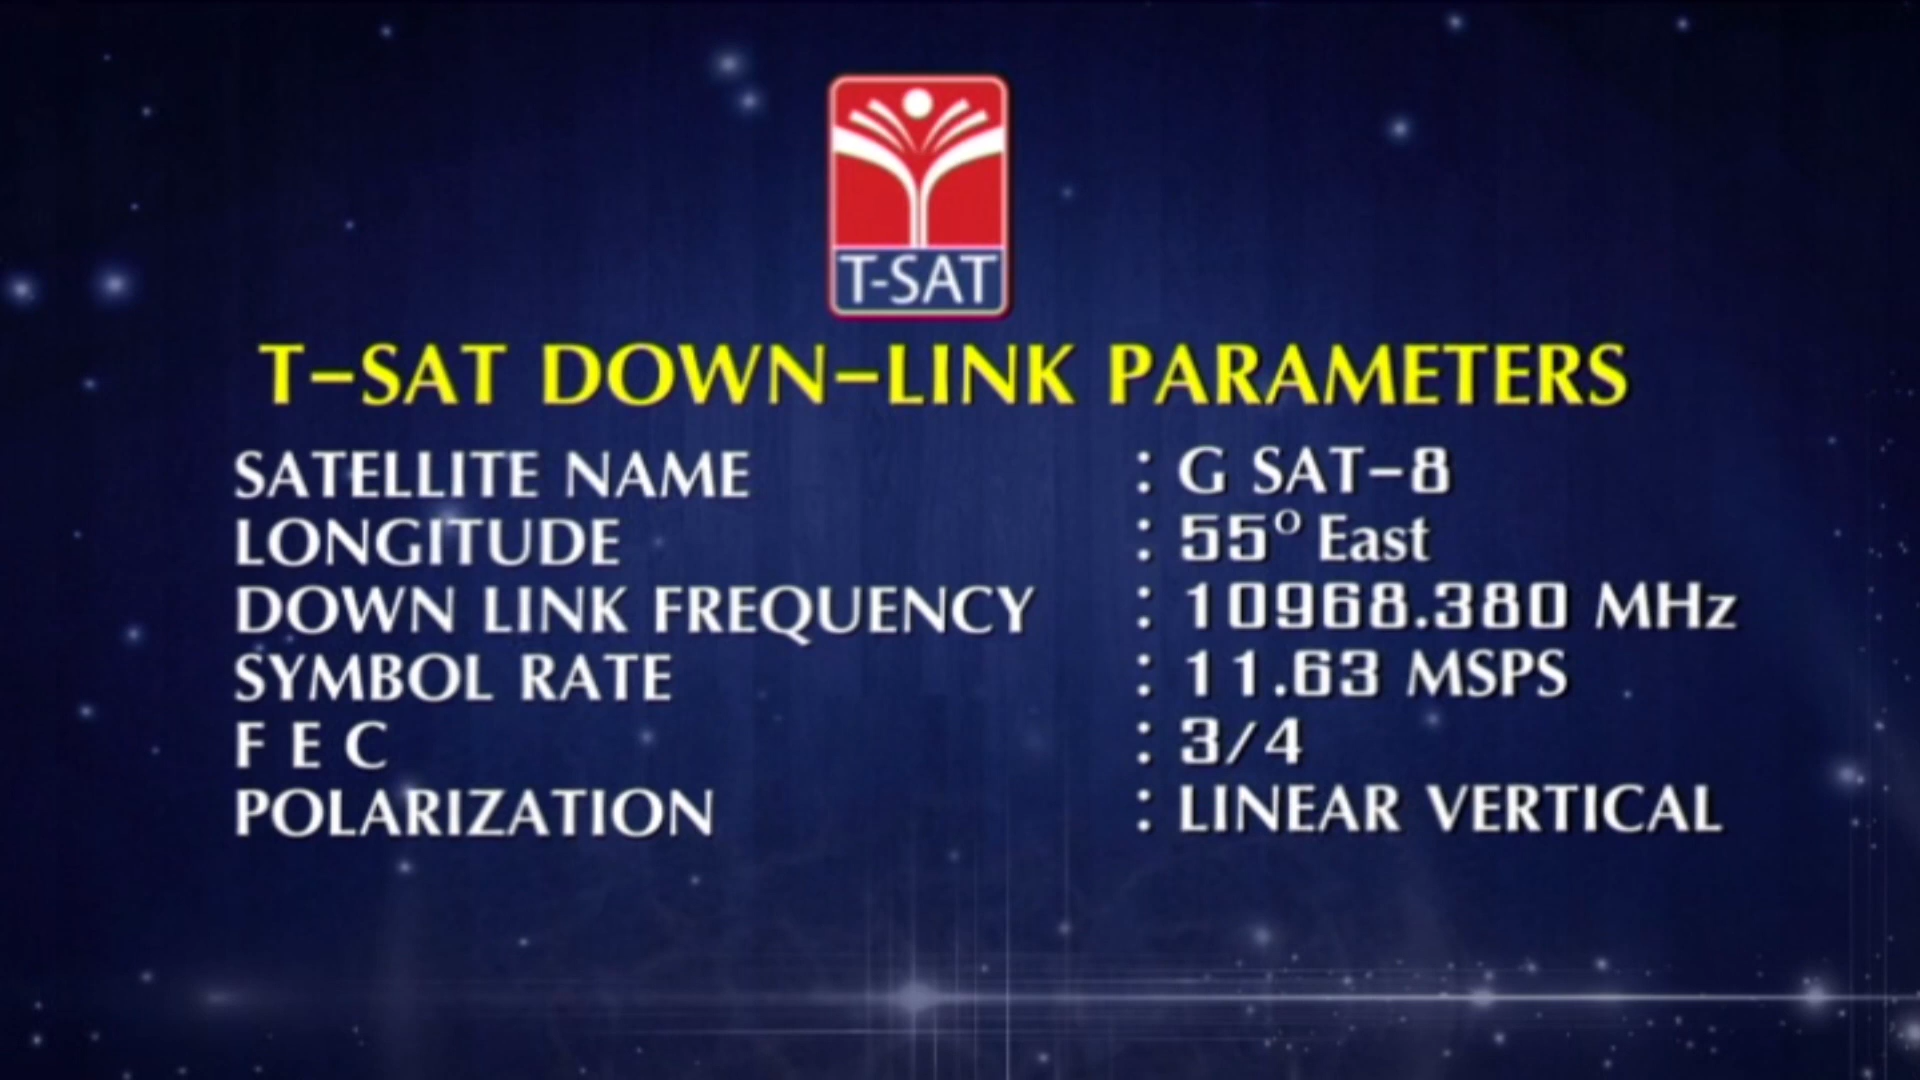 T-SAT
T-SAT DOWN-LINK PARAMETERS
SATELLITE NAME : G SAT-8
LONGITUDE : 55° East
DOWN LINK FREQUENCY : 10968.380 MHz
SYMBOL RATE : 11.63 MSPS
F E C : 3/4
POLARIZATION : LINEAR VERTICAL